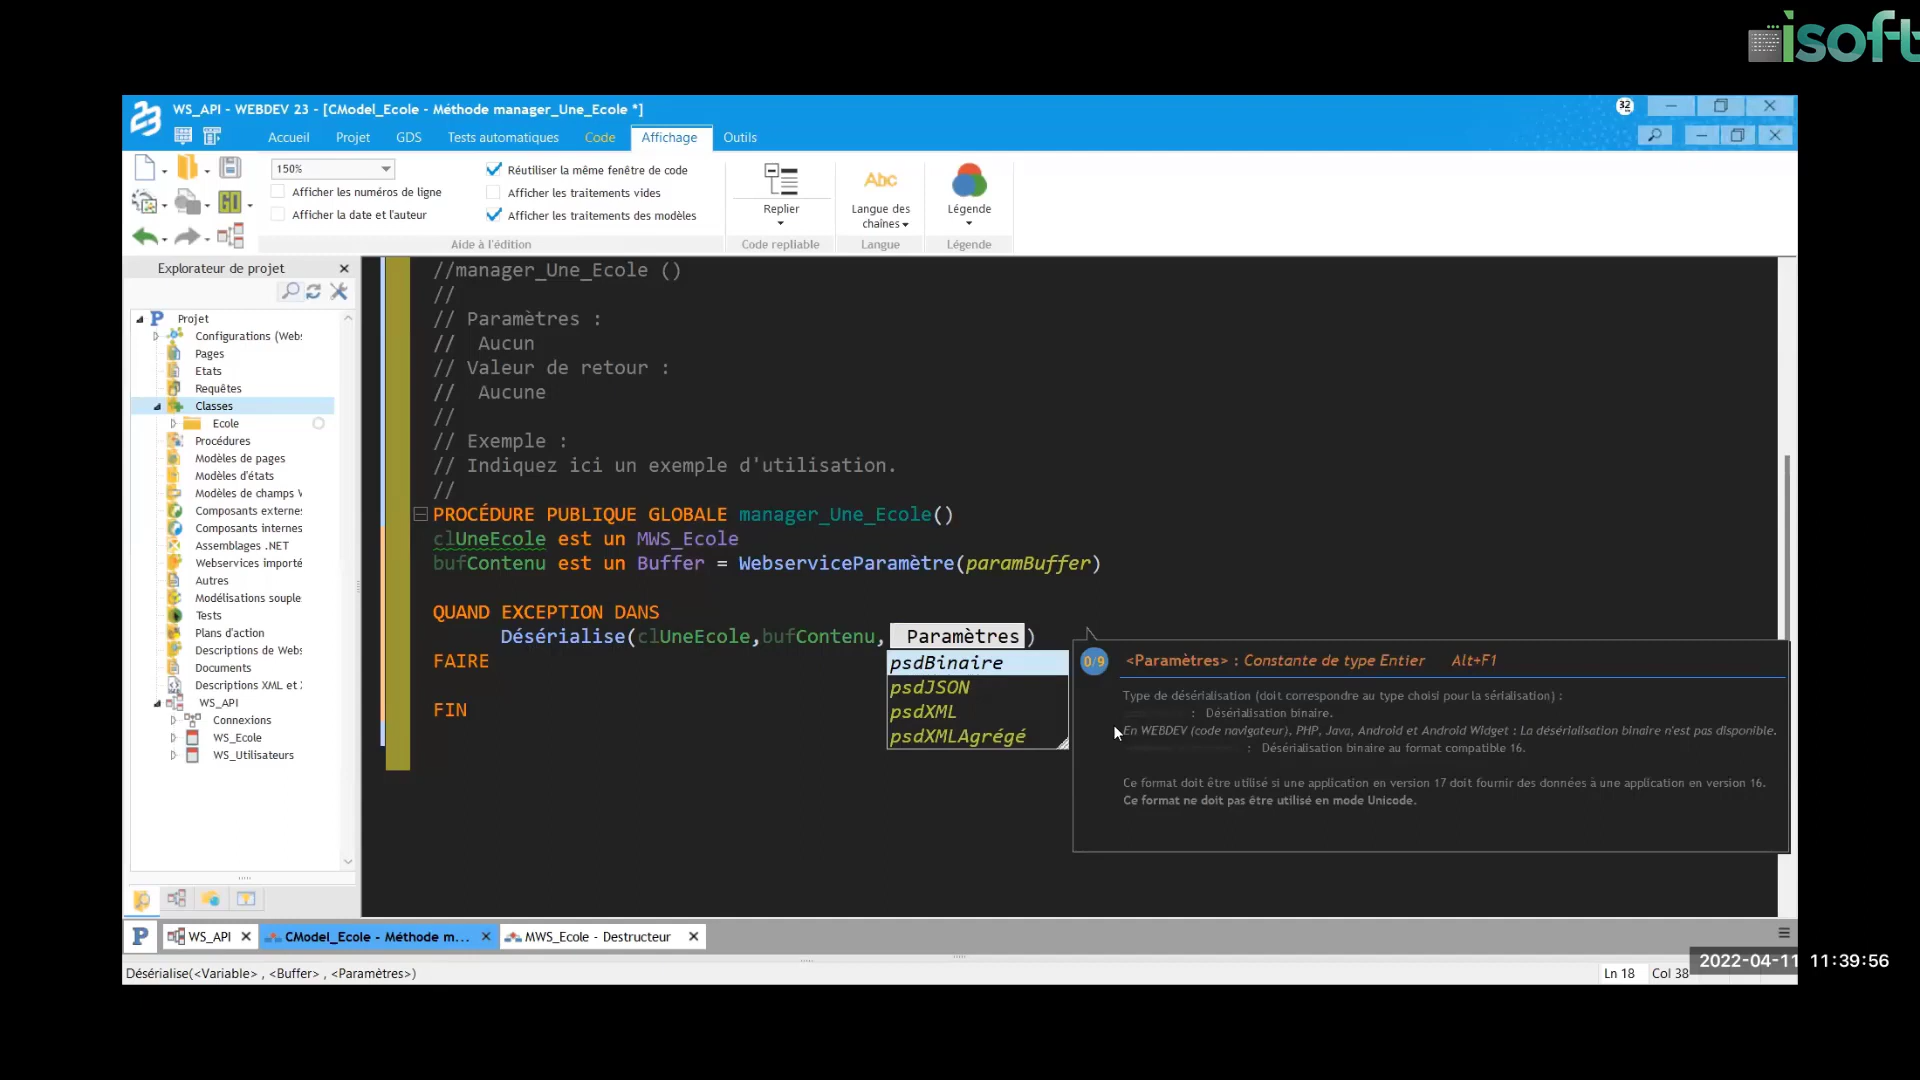 isoft
WS_API - WEBDEV 23 - [CModel_Ecole - Méthode manager_Une_Ecole *]
32
Accueil Projet GDS Tests automatiques Code Affichage Outils
150%
Afficher les numéros de ligne
Afficher la date et l'auteur
Réutiliser la même fenêtre de code
Afficher les traitements vides
Afficher les traitements des modèles
Aide à l'édition
Replier
Code repliable
Abc
Langue des
chaînes
Langue
Légende
Légende
GO
Explorateur de projet
Projet
Configurations (Webs
Pages
Etats
Requêtes
Classes
Ecole
Procédures
Modèles de pages
Modèles d'états
Modèles de champs V
Composants externes
Composants internes
Assemblages .NET
Webservices importé
Autres
Modélisations souple
Tests
Plans d'action
Descriptions de Webs
Documents
Descriptions XML et
WS_API
Connexions
WS_Ecole
WS_Utilisateurs
//manager_Une_Ecole ()
//
// Paramètres :
// Aucun
// Valeur de retour :
// Aucune
//
// Exemple :
// Indiquez ici un exemple d'utilisation.
//
PROCÉDURE PUBLIQUE GLOBALE manager_Une_Ecole()
clUneEcole est un MWS_Ecole
bufContenu est un Buffer = WebserviceParamètre(paramBuffer)
QUAND EXCEPTION DANS
Désérialise(clUneEcole,bufContenu, Paramètres )
FAIRE
FIN
psdBinaire
psdJSON
psdXML
psdXMLAgrégé
0/9 <Paramètres> : Constante de type Entier Alt+F1
Type de désérialisation (doit correspondre au type choisi pour la sérialisation) :
: Désérialisation binaire.
En WEBDEV (code navigateur), PHP, Java, Android et Android Widget : La désérialisation binaire n'est pas disponible.
: Désérialisation binaire au format compatible 16.
Ce format doit être utilisé si une application en version 17 doit fournir des données à une application en version 16.
Ce format ne doit pas être utilisé en mode Unicode.
WS_API CModel_Ecole - Méthode m... MWS_Ecole - Destructeur
Désérialise(<Variable> , <Buffer> , <Paramètres>)
Ln 18 Col 38
2022-04-11 11:39:56